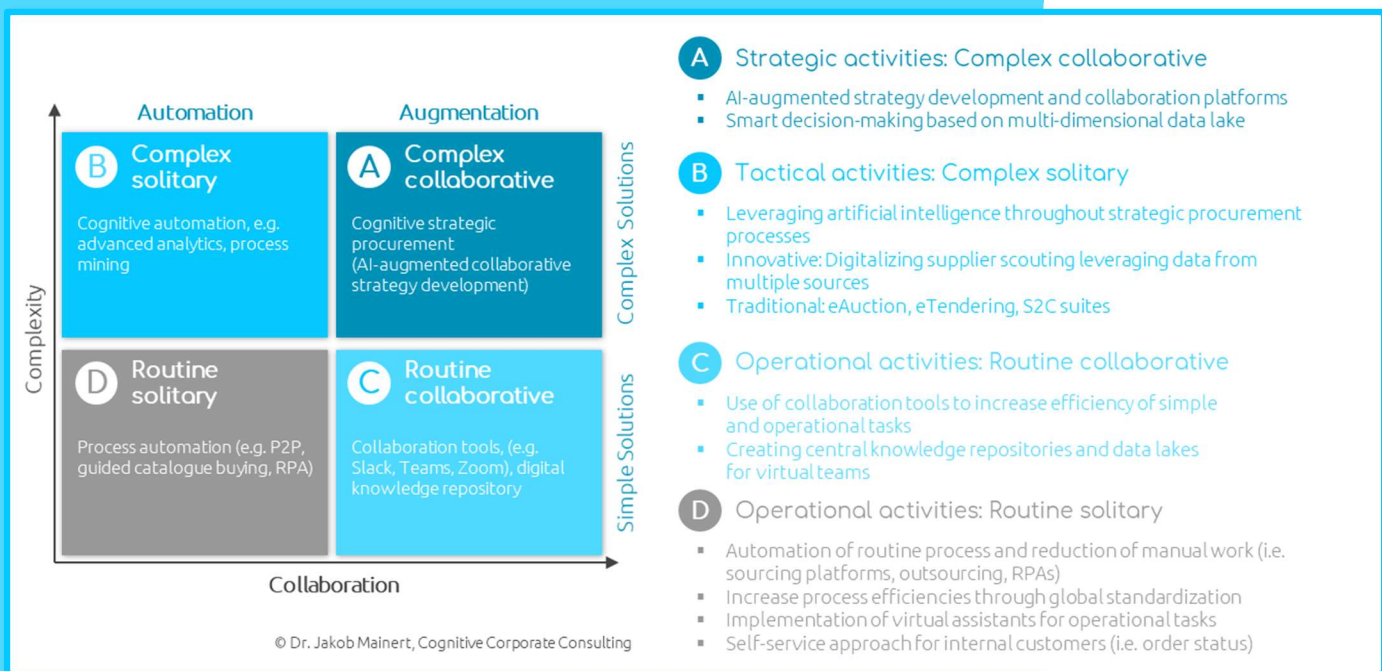 Automation
Augmentation
Complexity
B
Complex
solitary
Cognitive automation, e.g.
advanced analytics, process
mining
A
Complex
collaborative
Cognitive strategic
procurement
(AI-augmented collaborative
strategy development)
Complex Solutions
D
Routine
solitary
Process automation (e.g. P2P,
guided catalogue buying, RPA)
C
Routine
collaborative
Collaboration tools, (e.g.
Slack, Teams, Zoom), digital
knowledge repository
Simple Solutions
Collaboration
© Dr. Jakob Mainert, Cognitive Corporate Consulting
A Strategic activities: Complex collaborative
▪ AI-augmented strategy development and collaboration platforms
▪ Smart decision-making based on multi-dimensional data lake
B Tactical activities: Complex solitary
▪ Leveraging artificial intelligence throughout strategic procurement
processes
▪ Innovative: Digitalizing supplier scouting leveraging data from
multiple sources
▪ Traditional: eAuction, eTendering, S2C suites
C Operational activities: Routine collaborative
▪ Use of collaboration tools to increase efficiency of simple
and operational tasks
▪ Creating central knowledge repositories and data lakes
for virtual teams
D Operational activities: Routine solitary
▪ Automation of routine process and reduction of manual work (i.e.
sourcing platforms, outsourcing, RPAs)
▪ Increase process efficiencies through global standardization
▪ Implementation of virtual assistants for operational tasks
▪ Self-service approach for internal customers (i.e. order status)